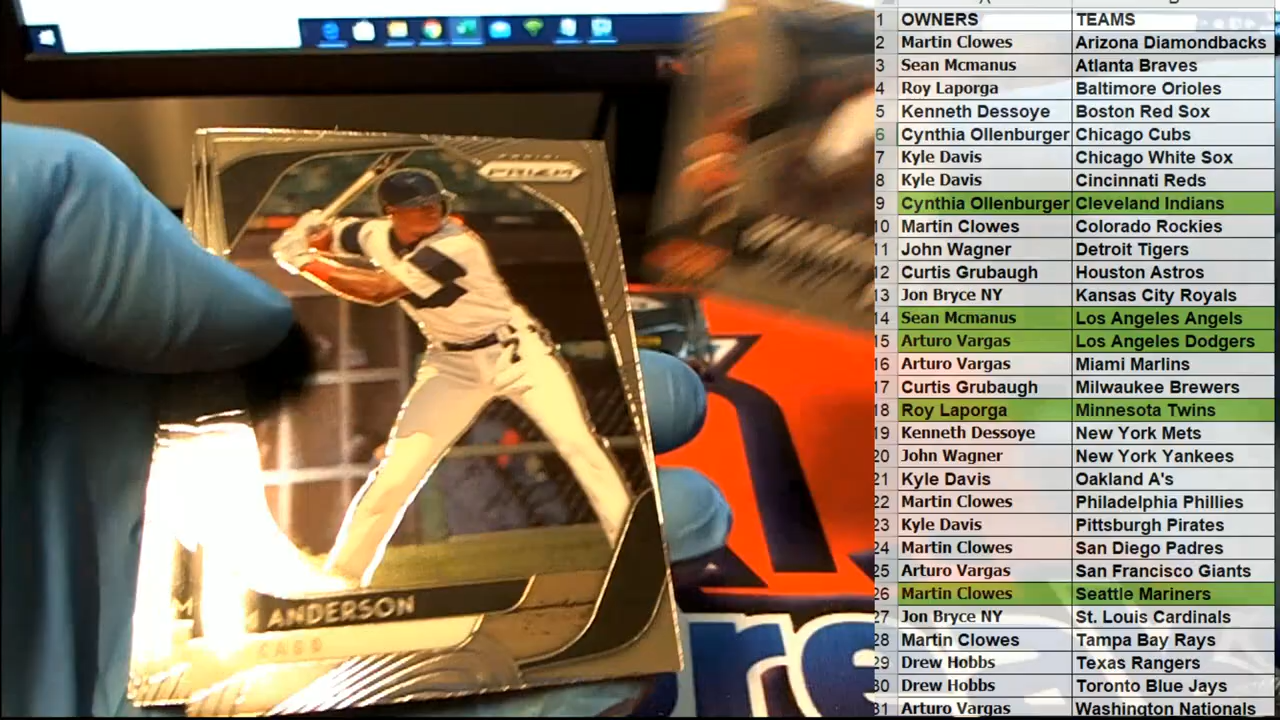 PANINI
PRIZM
ANDERSON
CAGO
1 OWNERS TEAMS
2 Martin Clowes Arizona Diamondbacks
3 Sean Mcmanus Atlanta Braves
4 Roy Laporga Baltimore Orioles
5 Kenneth Dessoye Boston Red Sox
6 Cynthia Ollenburger Chicago Cubs
7 Kyle Davis Chicago White Sox
8 Kyle Davis Cincinnati Reds
9 Cynthia Ollenburger Cleveland Indians
10 Martin Clowes Colorado Rockies
11 John Wagner Detroit Tigers
12 Curtis Grubaugh Houston Astros
13 Jon Bryce NY Kansas City Royals
14 Sean Mcmanus Los Angeles Angels
15 Arturo Vargas Los Angeles Dodgers
16 Arturo Vargas Miami Marlins
17 Curtis Grubaugh Milwaukee Brewers
18 Roy Laporga Minnesota Twins
19 Kenneth Dessoye New York Mets
20 John Wagner New York Yankees
21 Kyle Davis Oakland A's
22 Martin Clowes Philadelphia Phillies
23 Kyle Davis Pittsburgh Pirates
24 Martin Clowes San Diego Padres
25 Arturo Vargas San Francisco Giants
26 Martin Clowes Seattle Mariners
27 Jon Bryce NY St. Louis Cardinals
28 Martin Clowes Tampa Bay Rays
29 Drew Hobbs Texas Rangers
30 Drew Hobbs Toronto Blue Jays
31 Arturo Vargas Washington Nationals